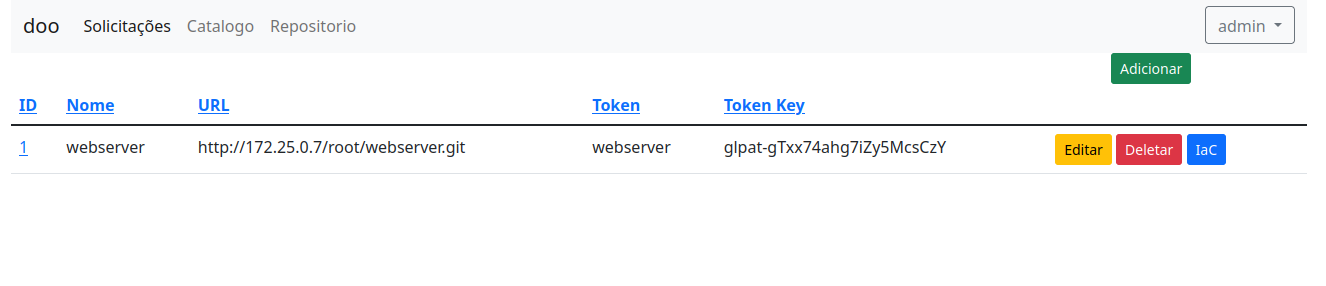 doo Solicitações Catalogo Repositorio admin
Adicionar
ID Nome URL Token Token Key
1 webserver http://172.25.0.7/root/webserver.git webserver glpat-gTxx74ahg7iZy5McsCzY Editar Deletar IaC